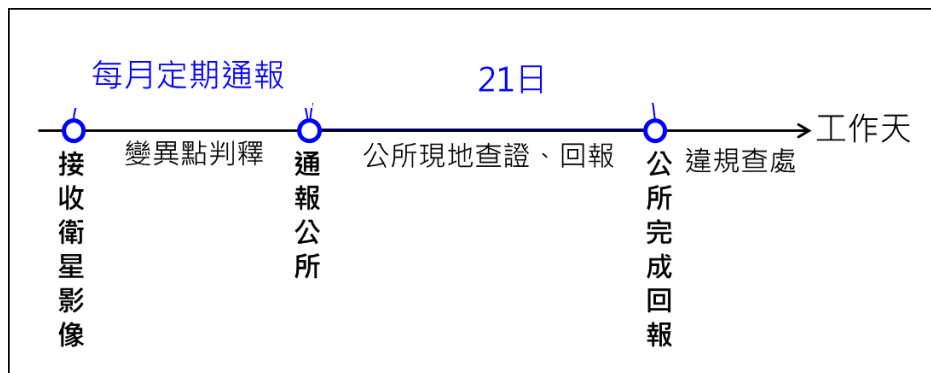 每月定期通報
21日
工作天
變異點判釋
公所現地查證、回報
違規查處
接收衛星影像
通報公所
公所完成回報